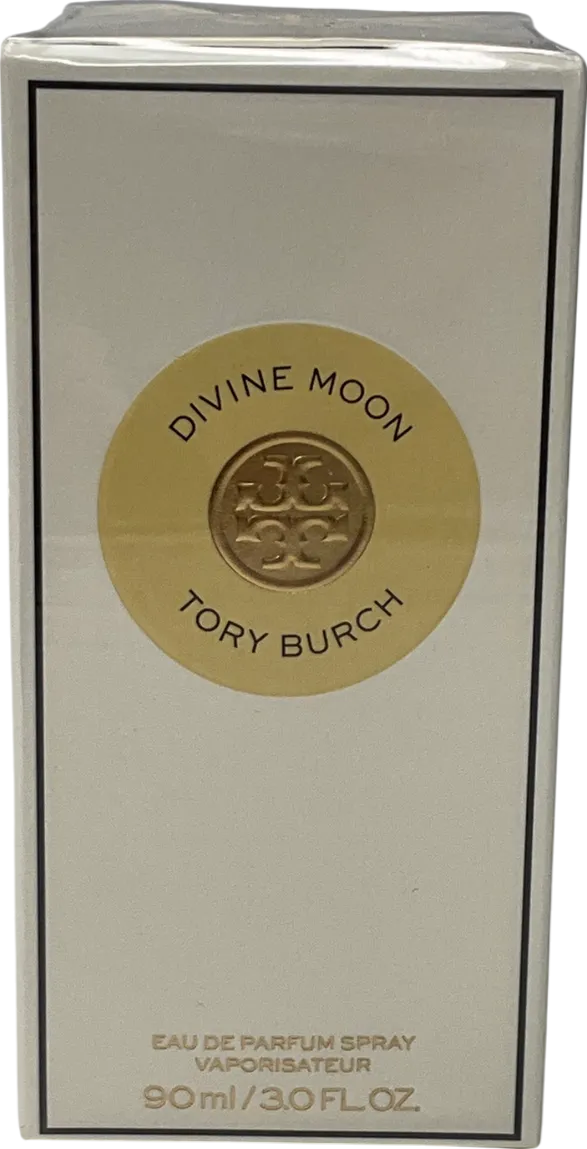 DIVINE MOON
TORY BURCH
EAU DE PARFUM SPRAY
VAPORISATEUR
90ml/3.0 FL.OZ.